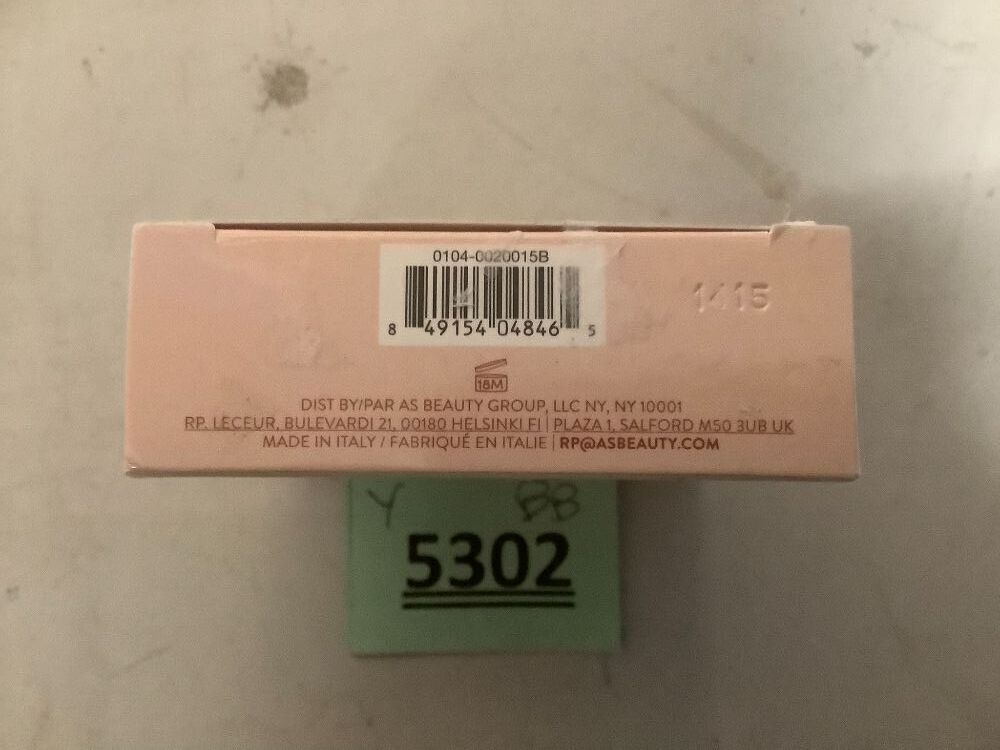 0104-0020015B
8 49154 04846 5
1415
18M
DIST BY/PAR AS BEAUTY GROUP, LLC NY, NY 10001
RP. LECEUR, BULEVARDI 21, 00180 HELSINKI FI | PLAZA 1, SALFORD M50 3UB UK
MADE IN ITALY / FABRIQUÉ EN ITALIE | RP@ASBEAUTY.COM
Y BB
5302